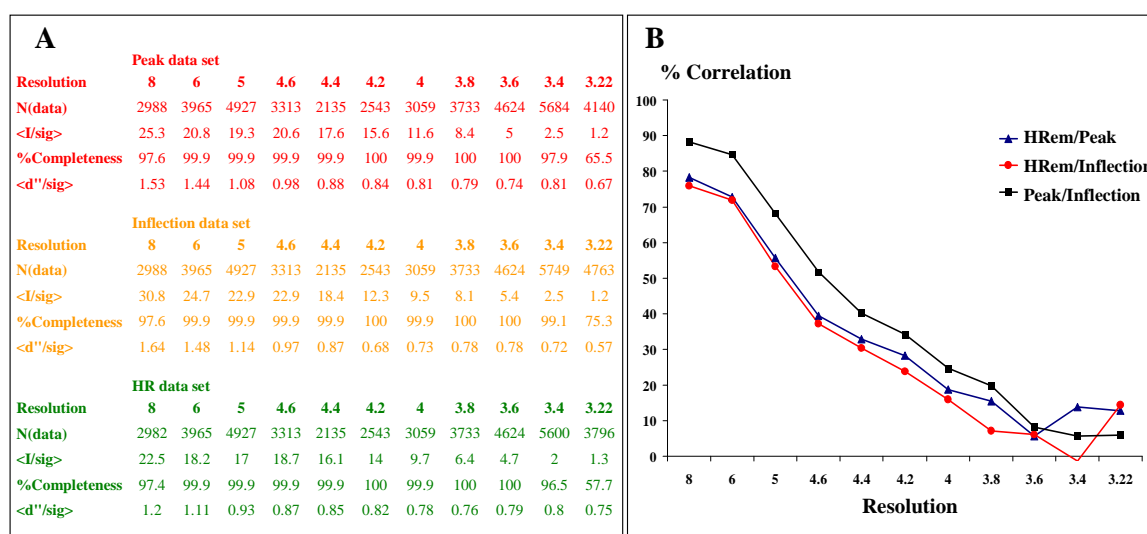 A
Peak data set
Resolution 8 6 5 4.6 4.4 4.2 4 3.8 3.6 3.4 3.22
N(data) 2988 3965 4927 3313 2135 2543 3059 3733 4624 5684 4140
<I/sig> 25.3 20.8 19.3 20.6 17.6 15.6 11.6 8.4 5 2.5 1.2
%Completeness 97.6 99.9 99.9 99.9 99.9 100 99.9 100 100 97.9 65.5
<d"/sig> 1.53 1.44 1.08 0.98 0.88 0.84 0.81 0.79 0.74 0.81 0.67
Inflection data set
Resolution 8 6 5 4.6 4.4 4.2 4 3.8 3.6 3.4 3.22
N(data) 2988 3965 4927 3313 2135 2543 3059 3733 4624 5749 4763
<I/sig> 30.8 24.7 22.9 22.9 18.4 12.3 9.5 8.1 5.4 2.5 1.2
%Completeness 97.6 99.9 99.9 99.9 99.9 100 99.9 100 100 99.1 75.3
<d"/sig> 1.64 1.48 1.14 0.97 0.87 0.68 0.73 0.78 0.78 0.72 0.57
HR data set
Resolution 8 6 5 4.6 4.4 4.2 4 3.8 3.6 3.4 3.22
N(data) 2982 3965 4927 3313 2135 2543 3059 3733 4624 5600 3796
<I/sig> 22.5 18.2 17 18.7 16.1 14 9.7 6.4 4.7 2 1.3
%Completeness 97.4 99.9 99.9 99.9 99.9 100 99.9 100 100 96.5 57.7
<d"/sig> 1.2 1.11 0.93 0.87 0.85 0.82 0.78 0.76 0.79 0.8 0.75
B
% Correlation
100
90
80
70
60
50
40
30
20
10
0
HRem/Peak
HRem/Inflection
Peak/Inflection
8 6 5 4.6 4.4 4.2 4 3.8 3.6 3.4 3.22
Resolution